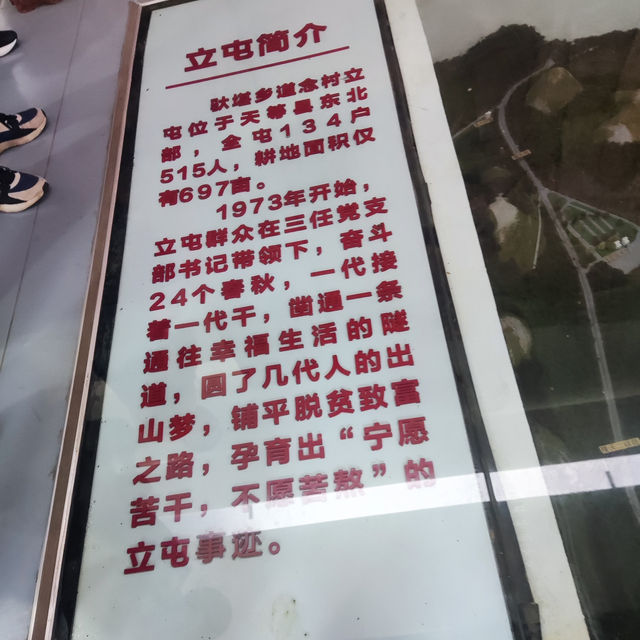 立屯简介
驮堪乡道念村立
屯位于天等县东北
部，全屯134户
515人，耕地面积仅
有697亩。
1973年开始，
立屯群众在三任党支
部书记带领下，奋斗
24个春秋，一代接
着一代干，凿通一条
通往幸福生活的隧
道，圆了几代人的出
山梦，铺平脱贫致富
之路，孕育出“宁愿
苦干，不愿苦熬”的
立屯事迹。